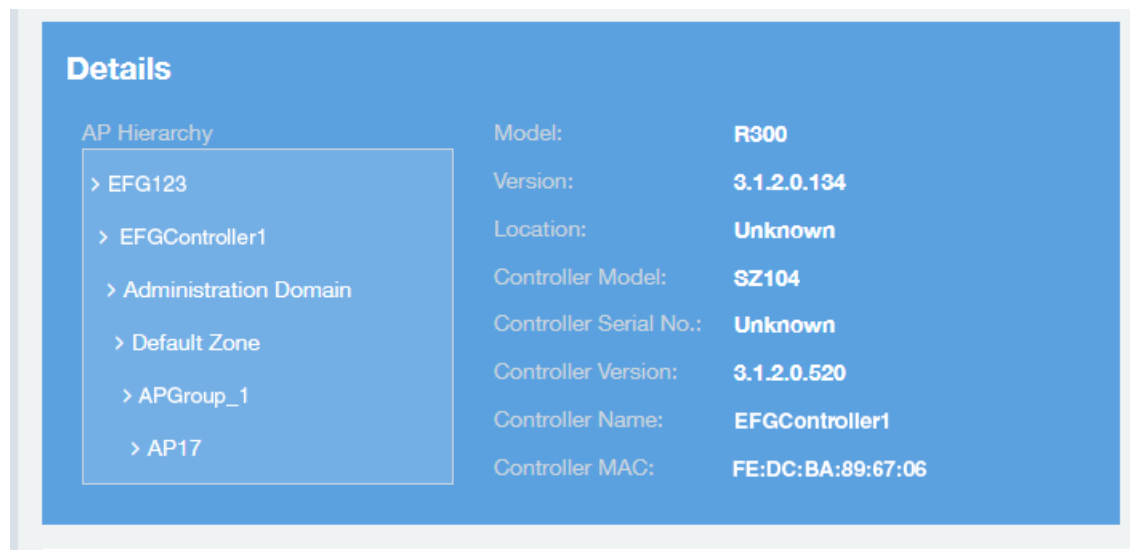 Details
AP Hierarchy
> EFG123
> EFGController1
> Administration Domain
> Default Zone
> APGroup_1
> AP17
Model: R300
Version: 3.1.2.0.134
Location: Unknown
Controller Model: SZ104
Controller Serial No.: Unknown
Controller Version: 3.1.2.0.520
Controller Name: EFGController1
Controller MAC: FE:DC:BA:89:67:06